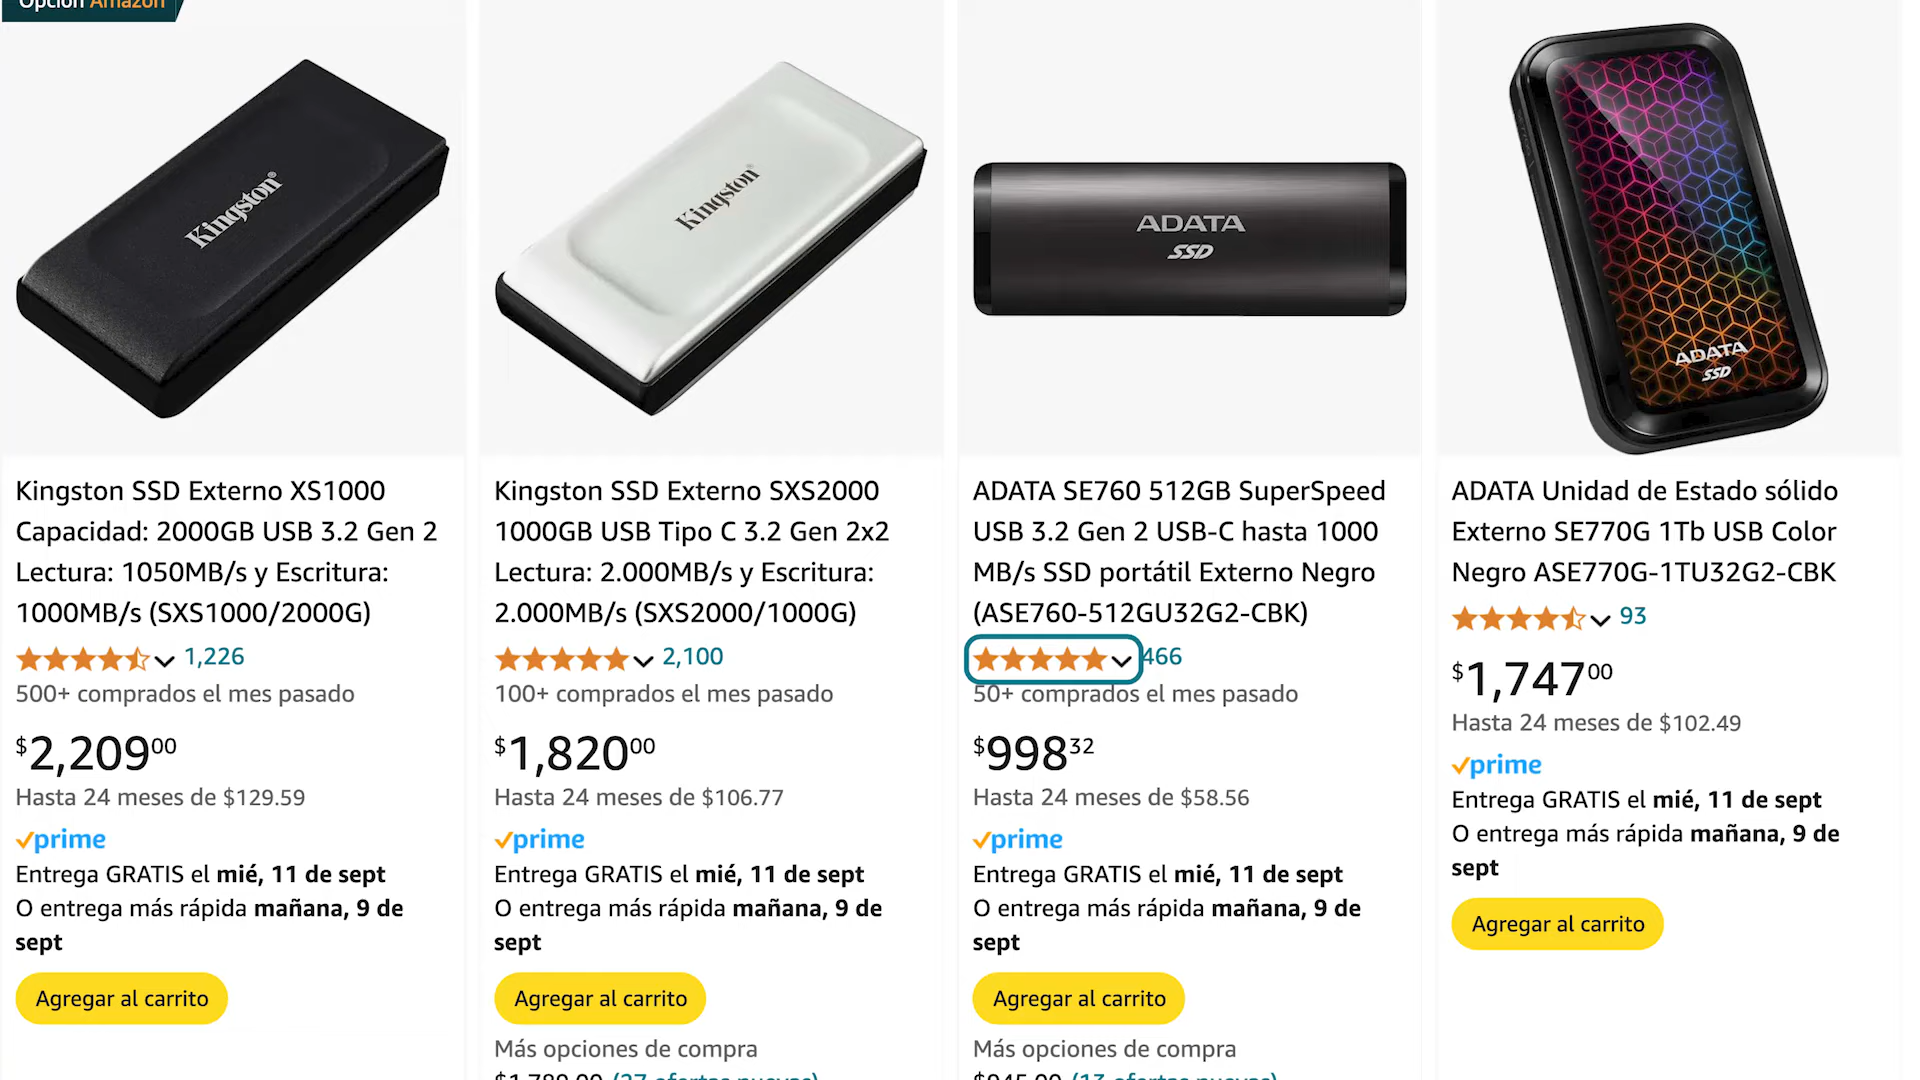 Opción Amazon
Kingston
Kingston
ADATA
SSD
ADATA
SSD
Kingston SSD Externo XS1000
Capacidad: 2000GB USB 3.2 Gen 2
Lectura: 1050MB/s y Escritura:
1000MB/s (SXS1000/2000G)
1,226
500+ comprados el mes pasado
$2,20900
Hasta 24 meses de $129.59
prime
Entrega GRATIS el mié, 11 de sept
O entrega más rápida mañana, 9 de
sept
Agregar al carrito
Kingston SSD Externo SXS2000
1000GB USB Tipo C 3.2 Gen 2x2
Lectura: 2.000MB/s y Escritura:
2.000MB/s (SXS2000/1000G)
2,100
100+ comprados el mes pasado
$1,82000
Hasta 24 meses de $106.77
prime
Entrega GRATIS el mié, 11 de sept
O entrega más rápida mañana, 9 de
sept
Agregar al carrito
Más opciones de compra
$1,789.00 (27 ofertas nuevas)
ADATA SE760 512GB SuperSpeed
USB 3.2 Gen 2 USB-C hasta 1000
MB/s SSD portátil Externo Negro
(ASE760-512GU32G2-CBK)
466
50+ comprados el mes pasado
$99832
Hasta 24 meses de $58.56
prime
Entrega GRATIS el mié, 11 de sept
O entrega más rápida mañana, 9 de
sept
Agregar al carrito
Más opciones de compra
$945.00 (13 ofertas nuevas)
ADATA Unidad de Estado sólido
Externo SE770G 1Tb USB Color
Negro ASE770G-1TU32G2-CBK
93
$1,74700
Hasta 24 meses de $102.49
prime
Entrega GRATIS el mié, 11 de sept
O entrega más rápida mañana, 9 de
sept
Agregar al carrito